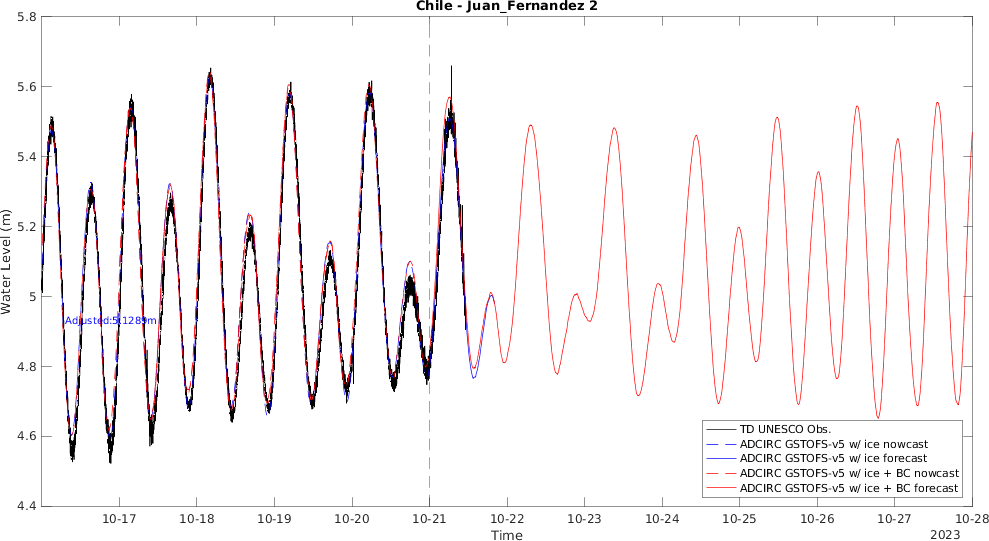 Chile - Juan_Fernandez 2
5.8
5.6
5.4
5.2
5
4.8
4.6
4.4
Water Level (m)
Adjusted:5.1289m
10-17 10-18 10-19 10-20 10-21 10-22 10-23 10-24 10-25 10-26 10-27 10-28
Time
2023
TD UNESCO Obs.
ADCIRC GSTOFS-v5 w/ ice nowcast
ADCIRC GSTOFS-v5 w/ ice forecast
ADCIRC GSTOFS-v5 w/ ice + BC nowcast
ADCIRC GSTOFS-v5 w/ ice + BC forecast